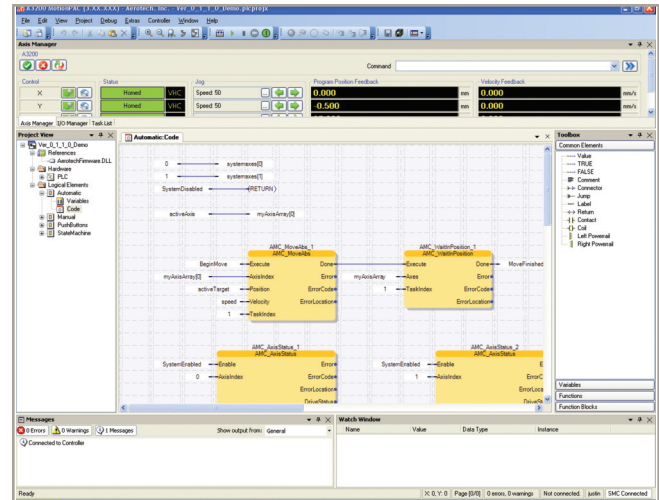 A3200 MotionPAC (3.XX.XXX) - Aerotech, Inc. - Ver_0_1_1_0_Demo.plcprojx
File Edit View Project Debug Extras Controller Window Help
Axis Manager
A3200
Command
Control Status Jog Program Position Feedback Velocity Feedback
X Homed VHC Speed: 50 ... 0.000 mm 0.000 mm/s
Y Homed VHC Speed: 50 ... -0.500 mm 0.000 mm/s
Axis Manager I/O Manager Task List
Project View
Automatic:Code
Toolbox
Ver_0_1_1_0_Demo
References
AerotechFirmware.DLL
Hardware
PLC
Logical Elements
Automatic
Variables
Code
Manual
PushButtons
StateMachine
0 systemaxes[0]
1 systemaxes[1]
SystemDisabled (RETURN)
activeAxis myAxisArray[0]
AMC_MoveAbs_1
AMC_MoveAbs
BeginMove Execute Done
myAxisArray[0] AxisIndex Error
activeTarget Position ErrorCode
speed Velocity ErrorLocation
1 TaskIndex
AMC_WaitInPosition_1
AMC_WaitInPosition
Execute Done MoveFinished
myAxisArray Axes Error
1 TaskIndex ErrorCode
ErrorLocation
AMC_AxisStatus_1
AMC_AxisStatus
SystemEnabled Enable Error
0 AxisIndex ErrorCode
ErrorLocation
DriveStatus
AMC_AxisStatus_2
AMC_AxisStatus
SystemEnabled Enable E
1 AxisIndex ErrorC
ErrorLoca
DriveSt
Common Elements
Value
TRUE
FALSE
Comment
Connector
Jump
Label
Return
Contact
Coil
Left Powerrail
Right Powerrail
Variables
Functions
Function Blocks
Messages
0 Errors 0 Warnings 1 Messages Show output from: General
Connected to Controller
Watch Window
Name Value Data Type Instance
Ready X: 0, Y: 0 Page [0/0] 0 errors, 0 warnings Not connected. justin SMC Connected